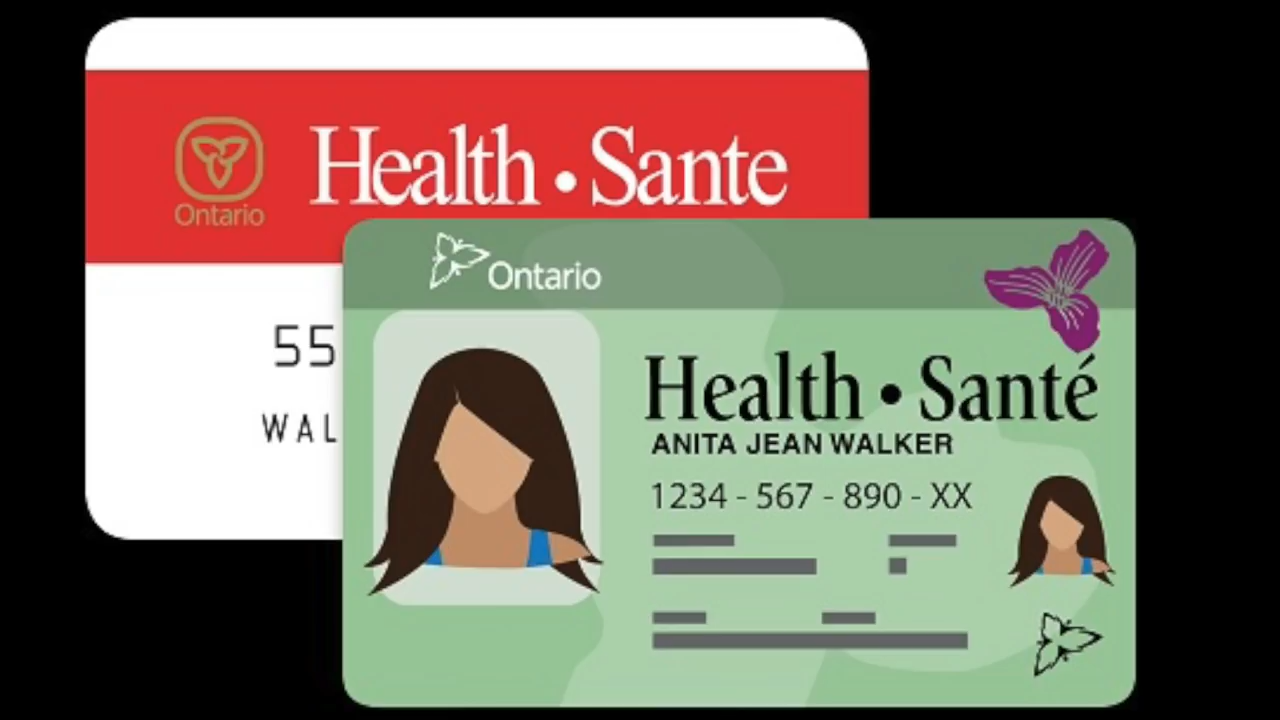 Health • Sante
Ontario
55
WAL
Ontario
Health • Santé
ANITA JEAN WALKER
1234 - 567 - 890 - XX